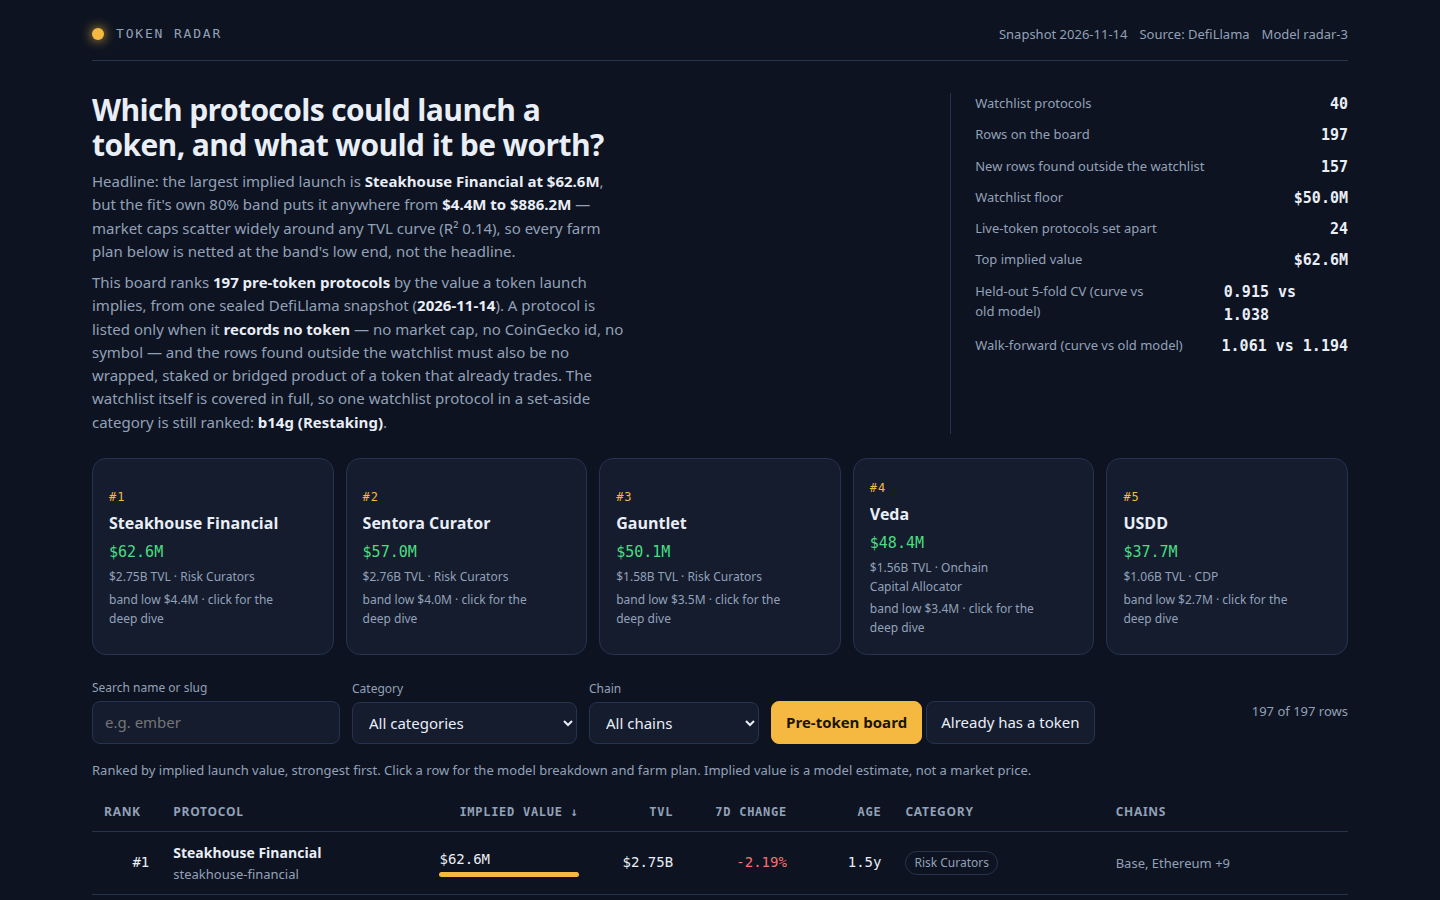 TOKEN RADAR
Snapshot 2026-11-14 Source: DefiLlama Model radar-3
Which protocols could launch a
token, and what would it be worth?
Headline: the largest implied launch is Steakhouse Financial at $62.6M,
but the fit's own 80% band puts it anywhere from $4.4M to $886.2M —
market caps scatter widely around any TVL curve (R² 0.14), so every farm
plan below is netted at the band's low end, not the headline.
This board ranks 197 pre-token protocols by the value a token launch
implies, from one sealed DefiLlama snapshot (2026-11-14). A protocol is
listed only when it records no token — no market cap, no CoinGecko id, no
symbol — and the rows found outside the watchlist must also be no
wrapped, staked or bridged product of a token that already trades. The
watchlist itself is covered in full, so one watchlist protocol in a set-aside
category is still ranked: b14g (Restaking).
Watchlist protocols 40
Rows on the board 197
New rows found outside the watchlist 157
Watchlist floor $50.0M
Live-token protocols set apart 24
Top implied value $62.6M
Held-out 5-fold CV (curve vs
old model)
0.915 vs
1.038
Walk-forward (curve vs old model) 1.061 vs 1.194
#1
Steakhouse Financial
$62.6M
$2.75B TVL · Risk Curators
band low $4.4M · click for the
deep dive
#2
Sentora Curator
$57.0M
$2.76B TVL · Risk Curators
band low $4.0M · click for the
deep dive
#3
Gauntlet
$50.1M
$1.58B TVL · Risk Curators
band low $3.5M · click for the
deep dive
#4
Veda
$48.4M
$1.56B TVL · Onchain
Capital Allocator
band low $3.4M · click for the
deep dive
#5
USDD
$37.7M
$1.06B TVL · CDP
band low $2.7M · click for the
deep dive
Search name or slug
e.g. ember
Category
All categories
Chain
All chains
Pre-token board
Already has a token
197 of 197 rows
Ranked by implied launch value, strongest first. Click a row for the model breakdown and farm plan. Implied value is a model estimate, not a market price.
RANK PROTOCOL IMPLIED VALUE ↓ TVL 7D CHANGE AGE CATEGORY CHAINS
#1 Steakhouse Financial $62.6M $2.75B -2.19% 1.5y Risk Curators Base, Ethereum +9
steakhouse-financial